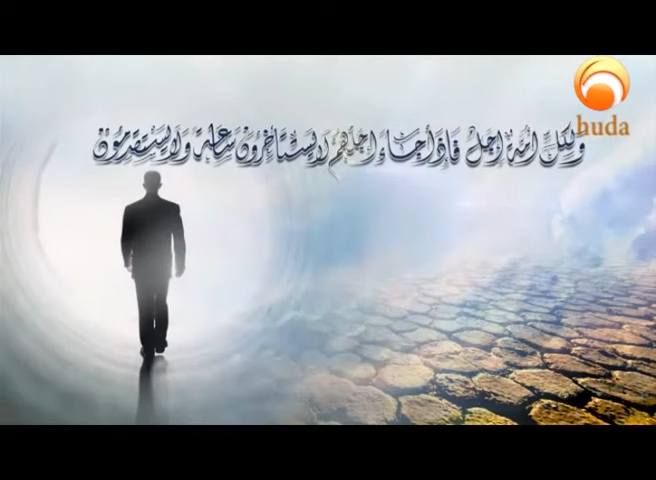 huda
ولكل أمة أجل فإذا جاء أجلهم لا يستأخرون ساعة ولا يستقدمون